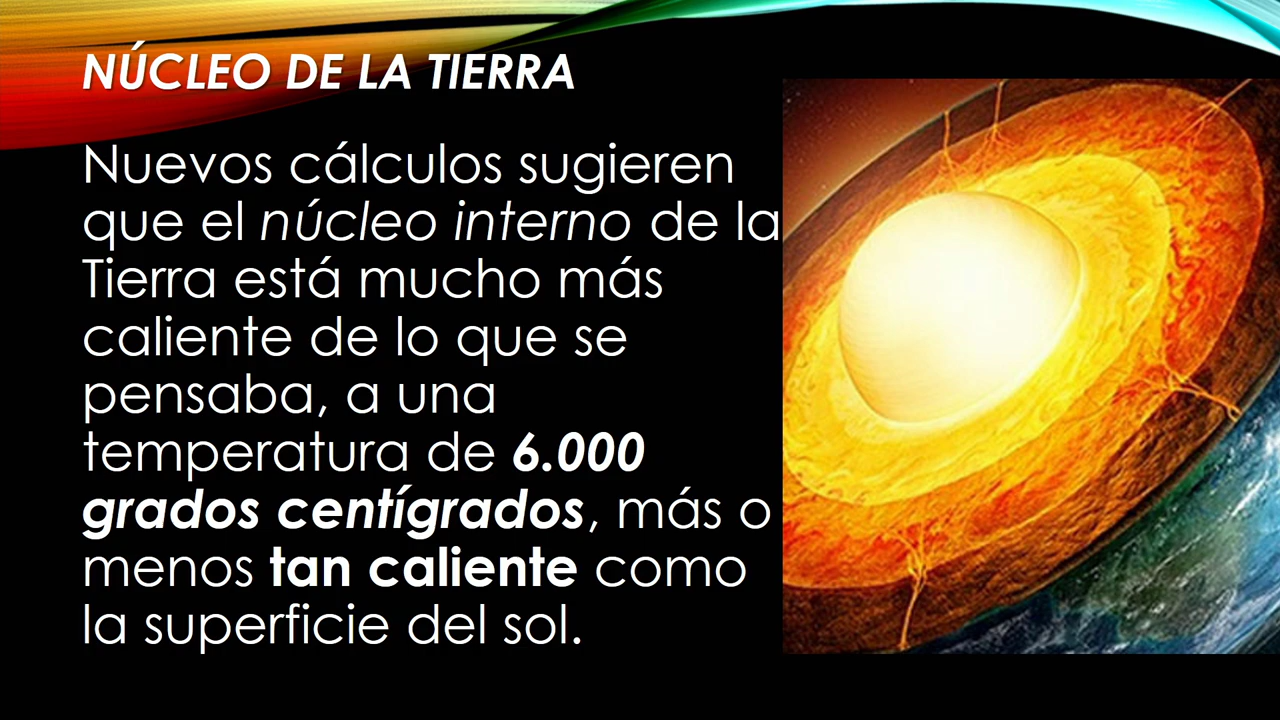 NÚCLEO DE LA TIERRA
Nuevos cálculos sugieren
que el núcleo interno de la
Tierra está mucho más
caliente de lo que se
pensaba, a una
temperatura de 6.000
grados centígrados, más o
menos tan caliente como
la superficie del sol.